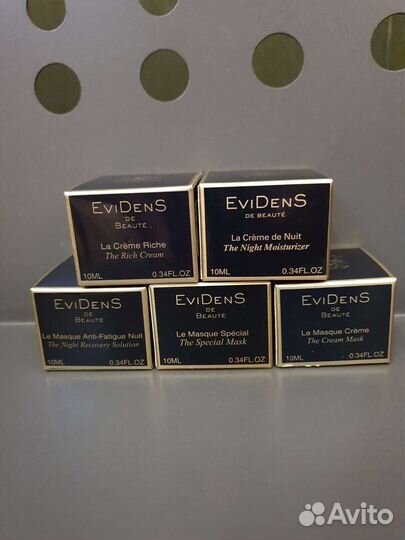 EviDenS
DE
BEAUTÉ
La Crème Riche
The Rich Cream
10ML 0.34FL.OZ
EviDenS
DE BEAUTÉ
La Crème de Nuit
The Night Moisturizer
10ML 0.34FL.OZ
EviDenS
DE
BEAUTÉ
Le Masque Anti-Fatigue Nuit
The Night Recovery Solution
10ML 0.34FL.OZ
EviDenS
DE
BEAUTÉ
Le Masque Spécial
The Special Mask
10ML 0.34FL.OZ
EviDenS
DE
BEAUTÉ
Le Masque Crème
The Cream Mask
10ML 0.34FL.OZ
Avito